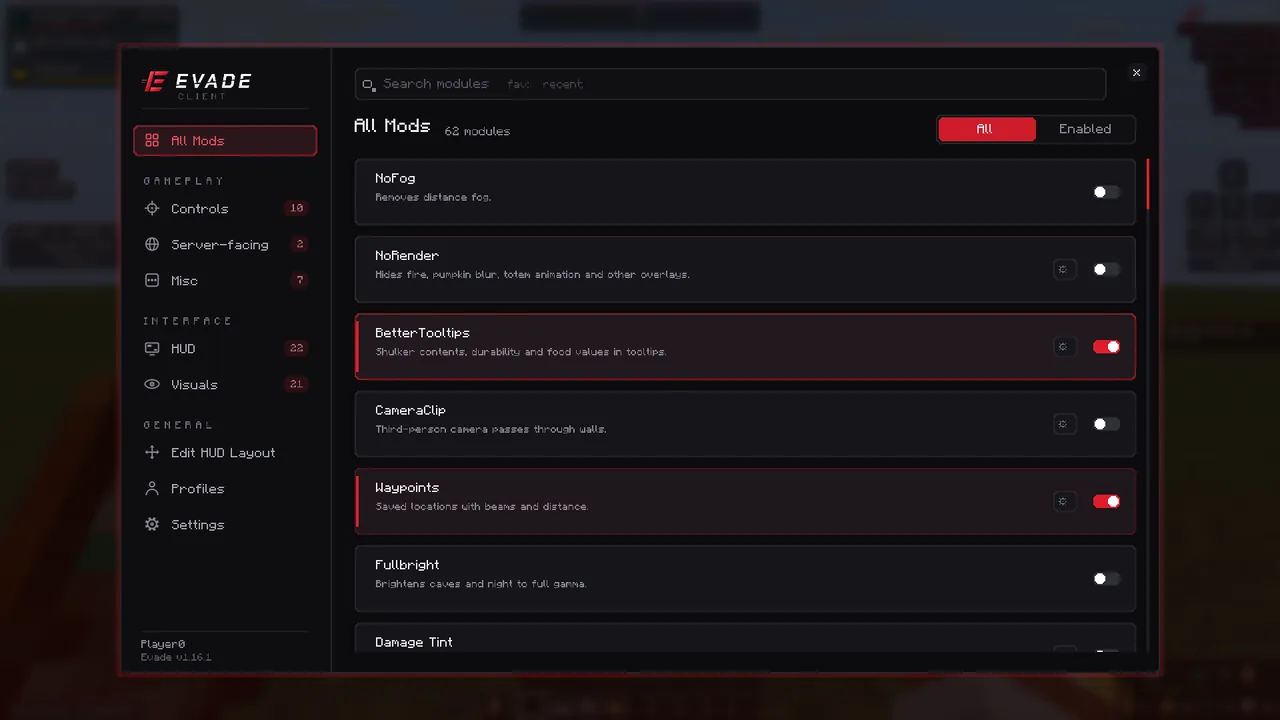 EVADE
CLIENT
Search modules fav: recent
All Mods
All Mods 62 modules
All Enabled
GAMEPLAY
Controls 10
Server-facing 2
Misc 7
INTERFACE
HUD 22
Visuals 21
GENERAL
Edit HUD Layout
Profiles
Settings
Player0
Evade v1.16.1
NoFog
Removes distance fog.
NoRender
Hides fire, pumpkin blur, totem animation and other overlays.
BetterTooltips
Shulker contents, durability and food values in tooltips.
CameraClip
Third-person camera passes through walls.
Waypoints
Saved locations with beams and distance.
Fullbright
Brightens caves and night to full gamma.
Damage Tint